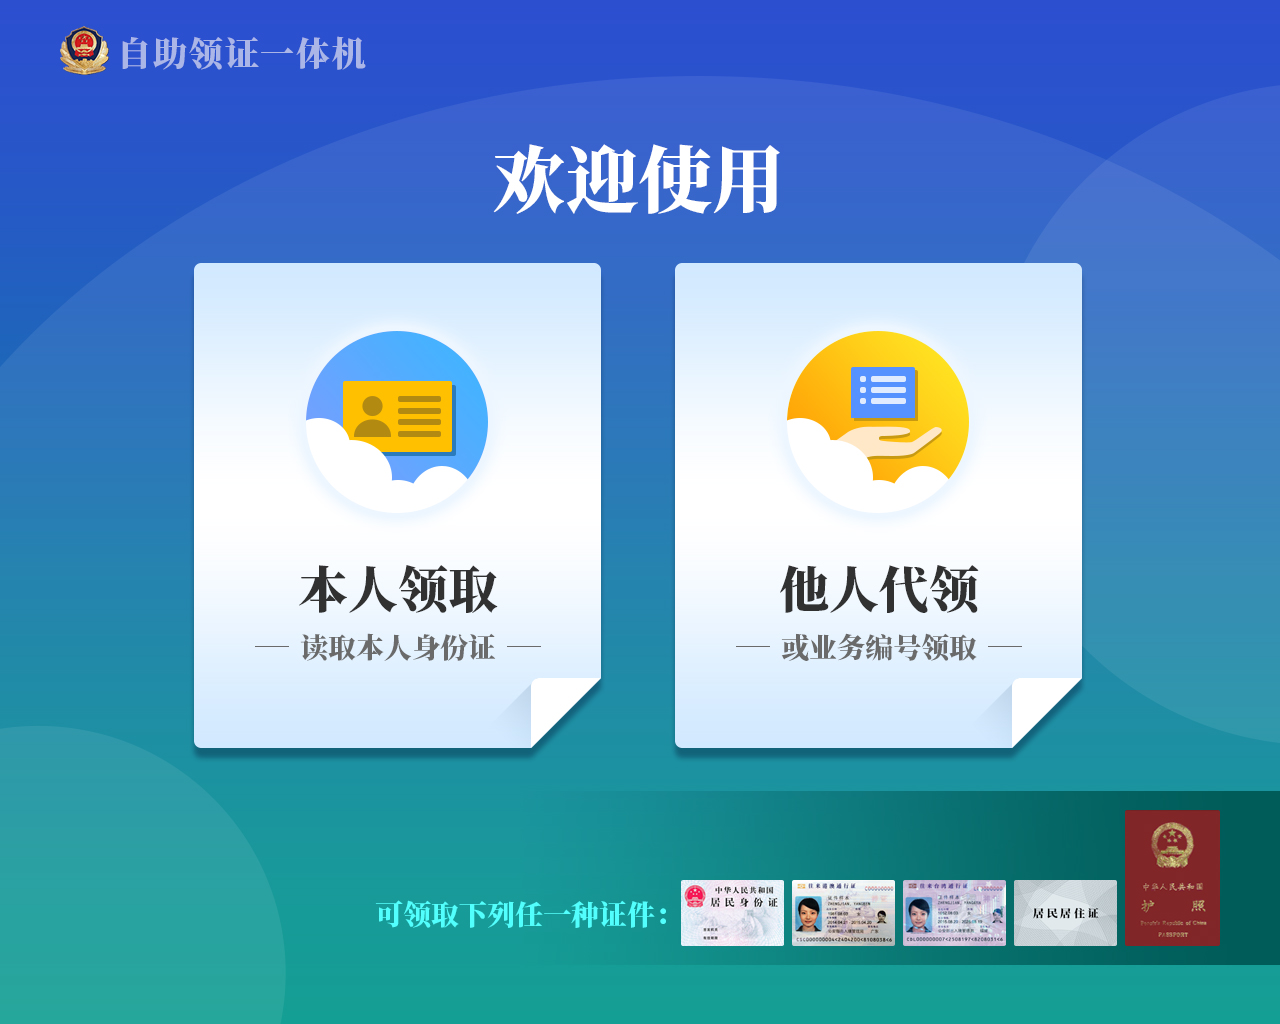 自助领证一体机
欢迎使用
本人领取
读取本人身份证
他人代领
或业务编号领取
可领取下列任一种证件：
中华人民共和国
居民身份证
往来港澳通行证
往来台湾通行证
居民居住证
中华人民共和国
护 照
People's Republic of China
PASSPORT